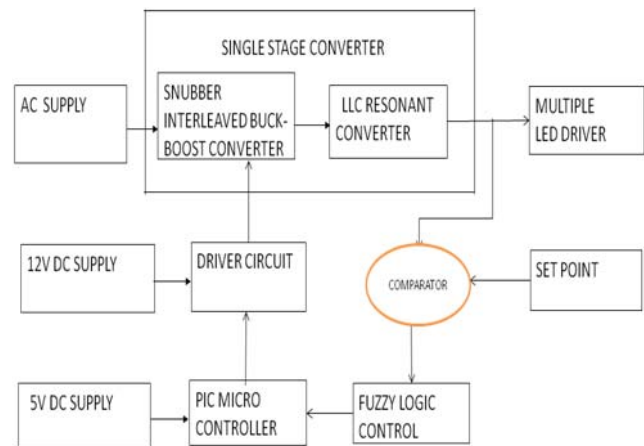 SINGLE STAGE CONVERTER
AC SUPPLY
SNUBBER
INTERLEAVED BUCK-
BOOST CONVERTER
LLC RESONANT
CONVERTER
MULTIPLE
LED DRIVER
12V DC SUPPLY
DRIVER CIRCUIT
COMPARATOR
SET POINT
5V DC SUPPLY
PIC MICRO
CONTROLLER
FUZZY LOGIC
CONTROL